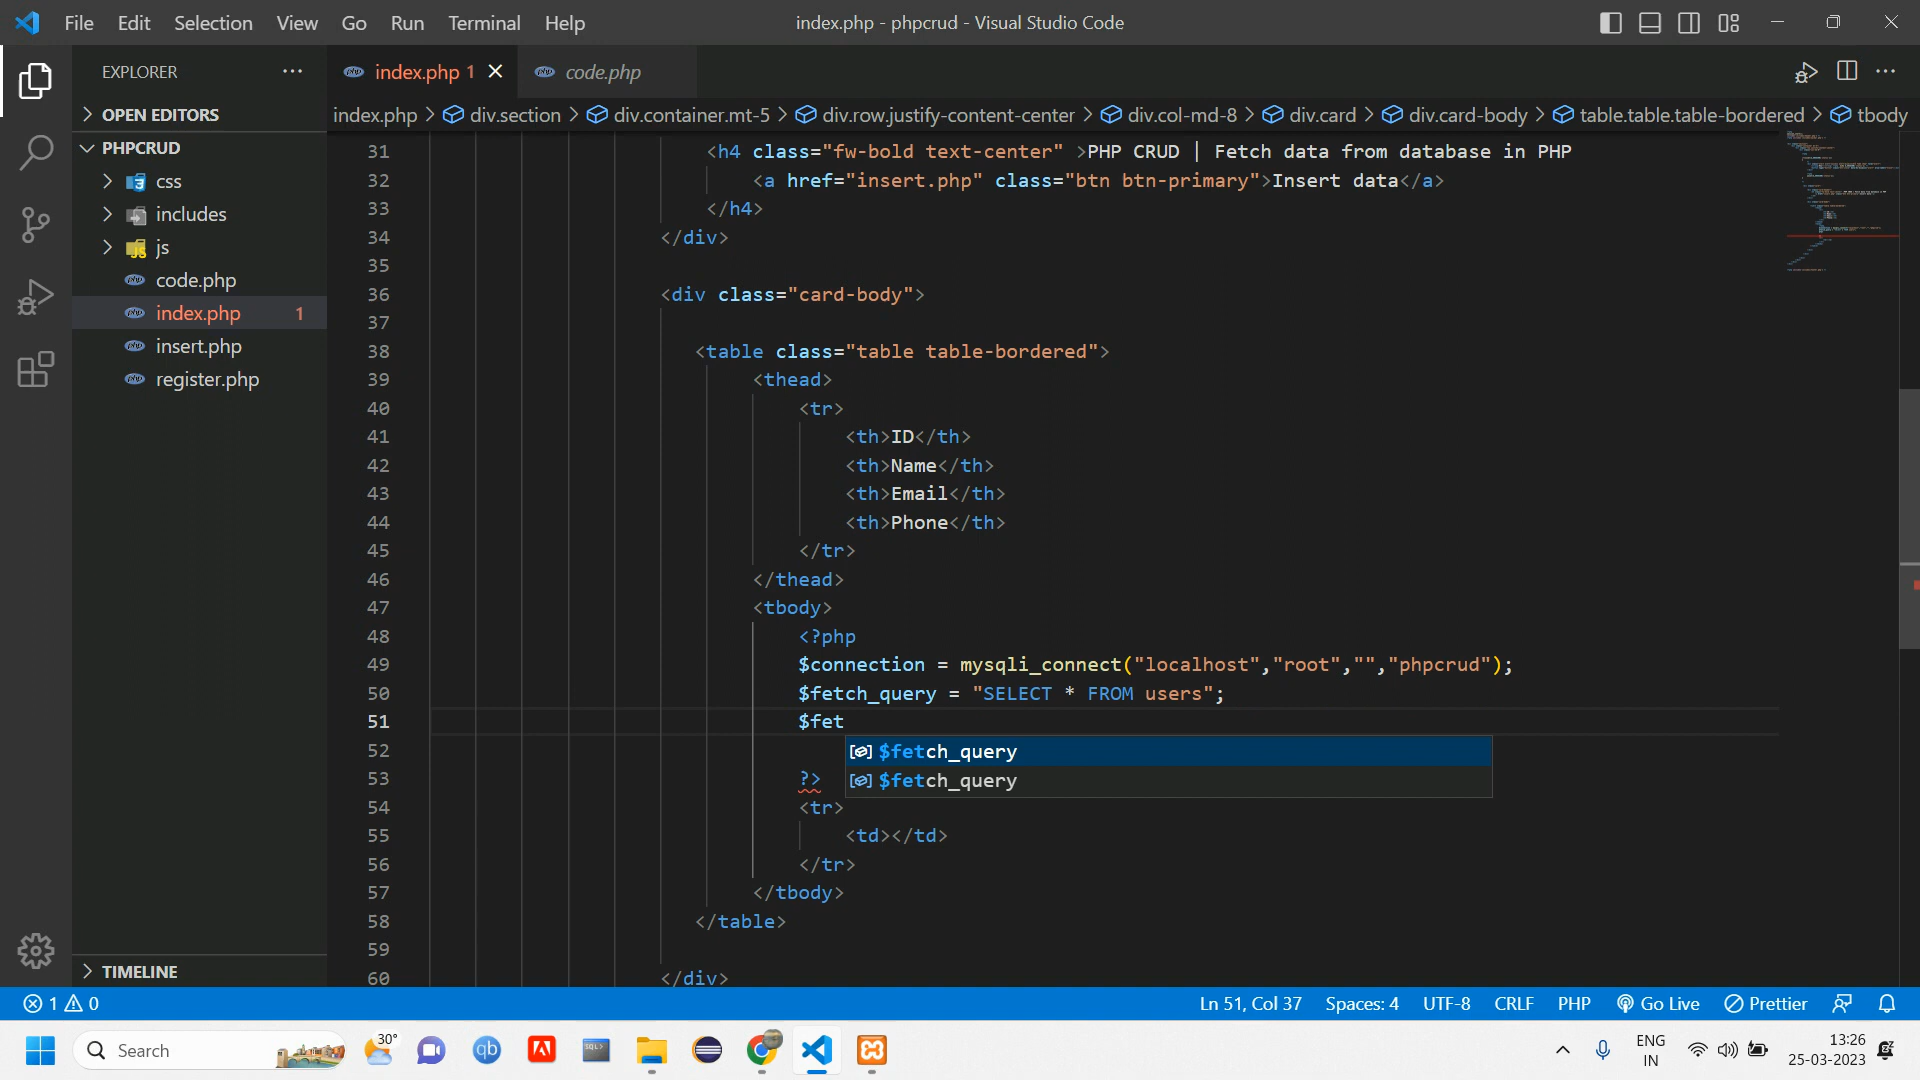 File Edit Selection View Go Run Terminal Help
index.php - phpcrud - Visual Studio Code
EXPLORER
OPEN EDITORS
PHPCRUD
css
includes
js
code.php
index.php 1
insert.php
register.php
TIMELINE
index.php 1
code.php
index.php > div.section > div.container.mt-5 > div.row.justify-content-center > div.col-md-8 > div.card > div.card-body > table.table.table-bordered > tbody
31 <h4 class="fw-bold text-center" >PHP CRUD | Fetch data from database in PHP
32 <a href="insert.php" class="btn btn-primary">Insert data</a>
33 </h4>
34 </div>
35
36 <div class="card-body">
37
38 <table class="table table-bordered">
39 <thead>
40 <tr>
41 <th>ID</th>
42 <th>Name</th>
43 <th>Email</th>
44 <th>Phone</th>
45 </tr>
46 </thead>
47 <tbody>
48 <?php
49 $connection = mysqli_connect("localhost","root","","phpcrud");
50 $fetch_query = "SELECT * FROM users";
51 $fet
52 $fetch_query
53 ?> $fetch_query
54 <tr>
55 <td></td>
56 </tr>
57 </tbody>
58 </table>
59
60 </div>
1 0
Ln 51, Col 37 Spaces: 4 UTF-8 CRLF PHP Go Live Prettier
Search
30°
qb
SQL>
ENG
IN
13:26
25-03-2023